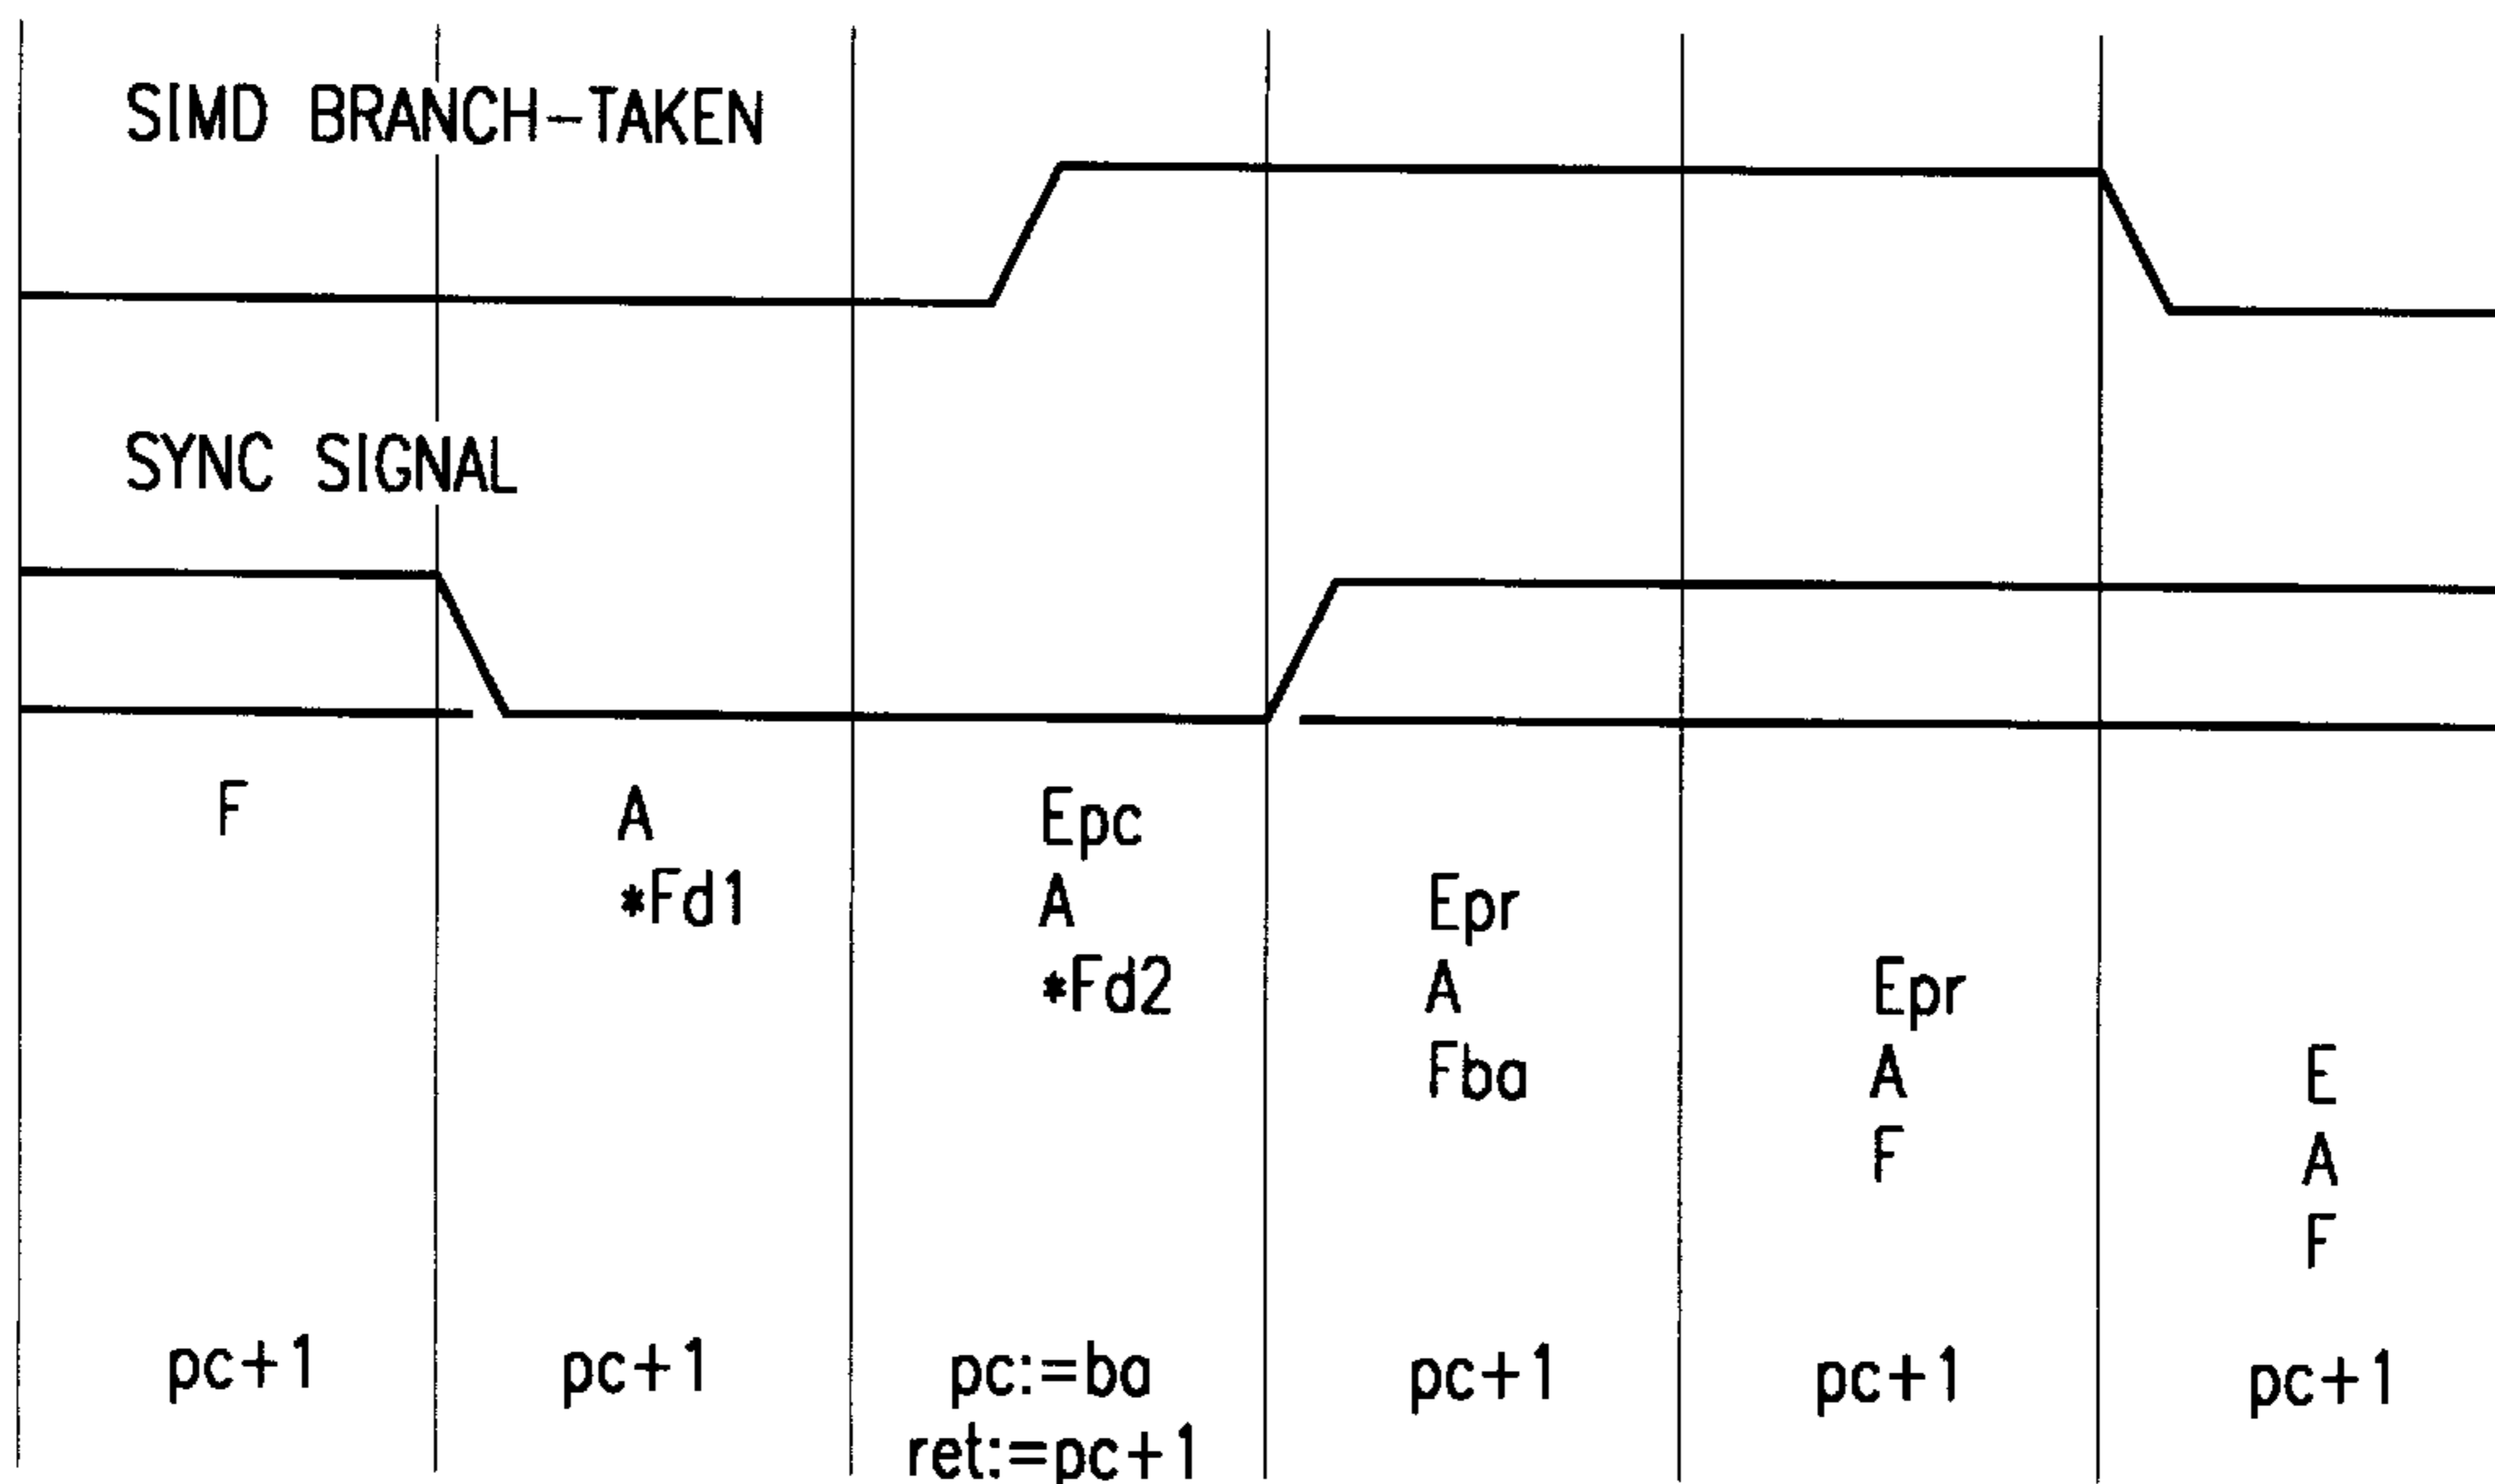 SIMD BRANCH-TAKEN
SYNC SIGNAL
F A Epc
*Fd1 A Epr
*Fd2 A Epr
Fba A E
F A
F
pc+1 pc+1 pc:=ba pc+1 pc+1 pc+1
ret:=pc+1